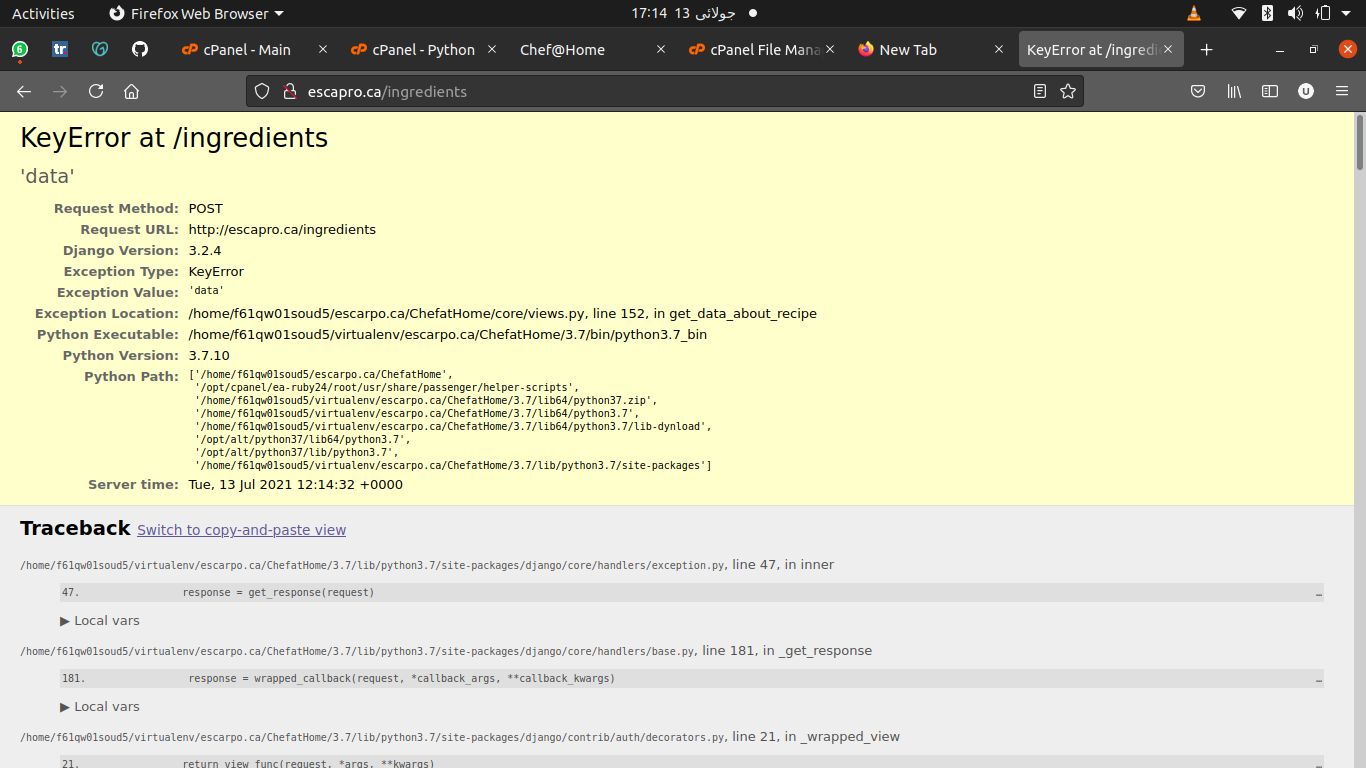 Activities Firefox Web Browser 17:14 13 جولائی
6 tr cPanel - Main cPanel - Python Chef@Home cPanel File Mana New Tab KeyError at /ingredi
escapro.ca/ingredients U
KeyError at /ingredients
'data'
Request Method: POST
Request URL: http://escapro.ca/ingredients
Django Version: 3.2.4
Exception Type: KeyError
Exception Value: 'data'
Exception Location: /home/f61qw01soud5/escarpo.ca/ChefatHome/core/views.py, line 152, in get_data_about_recipe
Python Executable: /home/f61qw01soud5/virtualenv/escarpo.ca/ChefatHome/3.7/bin/python3.7_bin
Python Version: 3.7.10
Python Path: ['/home/f61qw01soud5/escarpo.ca/ChefatHome',
'/opt/cpanel/ea-ruby24/root/usr/share/passenger/helper-scripts',
'/home/f61qw01soud5/virtualenv/escarpo.ca/ChefatHome/3.7/lib64/python37.zip',
'/home/f61qw01soud5/virtualenv/escarpo.ca/ChefatHome/3.7/lib64/python3.7',
'/home/f61qw01soud5/virtualenv/escarpo.ca/ChefatHome/3.7/lib64/python3.7/lib-dynload',
'/opt/alt/python37/lib64/python3.7',
'/opt/alt/python37/lib/python3.7',
'/home/f61qw01soud5/virtualenv/escarpo.ca/ChefatHome/3.7/lib/python3.7/site-packages']
Server time: Tue, 13 Jul 2021 12:14:32 +0000
Traceback Switch to copy-and-paste view
/home/f61qw01soud5/virtualenv/escarpo.ca/ChefatHome/3.7/lib/python3.7/site-packages/django/core/handlers/exception.py, line 47, in inner
47. response = get_response(request) …
▶ Local vars
/home/f61qw01soud5/virtualenv/escarpo.ca/ChefatHome/3.7/lib/python3.7/site-packages/django/core/handlers/base.py, line 181, in _get_response
181. response = wrapped_callback(request, *callback_args, **callback_kwargs) …
▶ Local vars
/home/f61qw01soud5/virtualenv/escarpo.ca/ChefatHome/3.7/lib/python3.7/site-packages/django/contrib/auth/decorators.py, line 21, in _wrapped_view
21. return view_func(request, *args, **kwargs) …